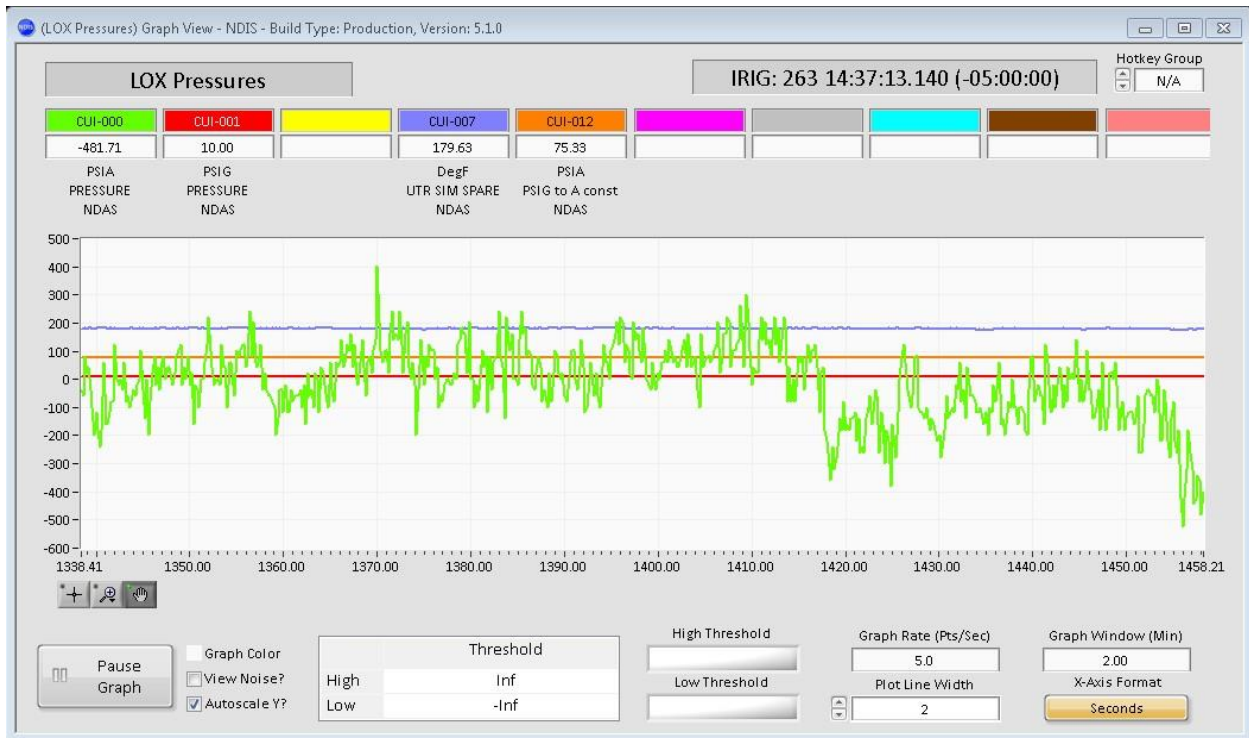 (LOX Pressures) Graph View - NDIS - Build Type: Production, Version: 5.1.0
LOX Pressures
IRIG: 263 14:37:13.140 (-05:00:00)
Hotkey Group
N/A
CUI-000 CUI-001 CUI-007 CUI-012
-481.71 10.00 179.63 75.33
PSIA PSIG DegF PSIA
PRESSURE PRESSURE UTR SIM SPARE PSIG to A const
NDAS NDAS NDAS NDAS
500
400
300
200
100
0
-100
-200
-300
-400
-500
-600
1338.41 1350.00 1360.00 1370.00 1380.00 1390.00 1400.00 1410.00 1420.00 1430.00 1440.00 1450.00 1458.21
Pause
Graph
Graph Color
View Noise?
Autoscale Y?
Threshold
High Inf
Low -Inf
High Threshold
Low Threshold
Graph Rate (Pts/Sec)
5.0
Plot Line Width
2
Graph Window (Min)
2.00
X-Axis Format
Seconds